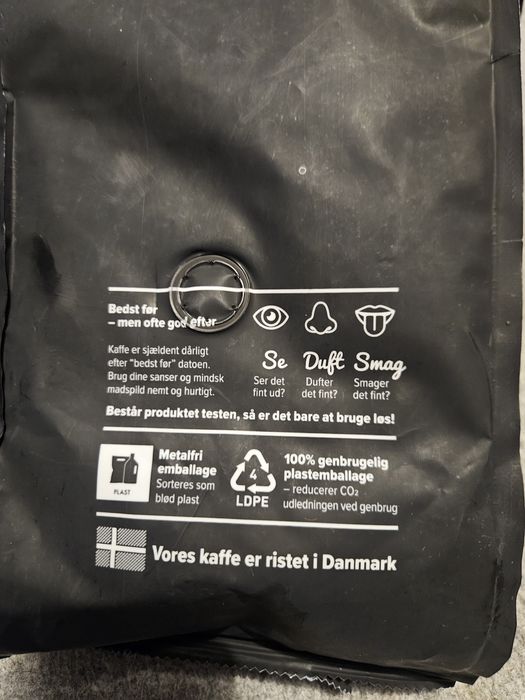 Bedst før
– men ofte god efter
Kaffe er sjældent dårligt
efter "bedst før" datoen.
Brug dine sanser og mindsk
madspild nemt og hurtigt.
Se
Ser det
fint ud?
Duft
Dufter
det fint?
Smag
Smager
det fint?
Består produktet testen, så er det bare at bruge løs!
PLAST
Metalfri
emballage
Sorteres som
blød plast
4
LDPE
100% genbrugelig
plastemballage
– reducerer CO₂
udledningen ved genbrug
Vores kaffe er ristet i Danmark